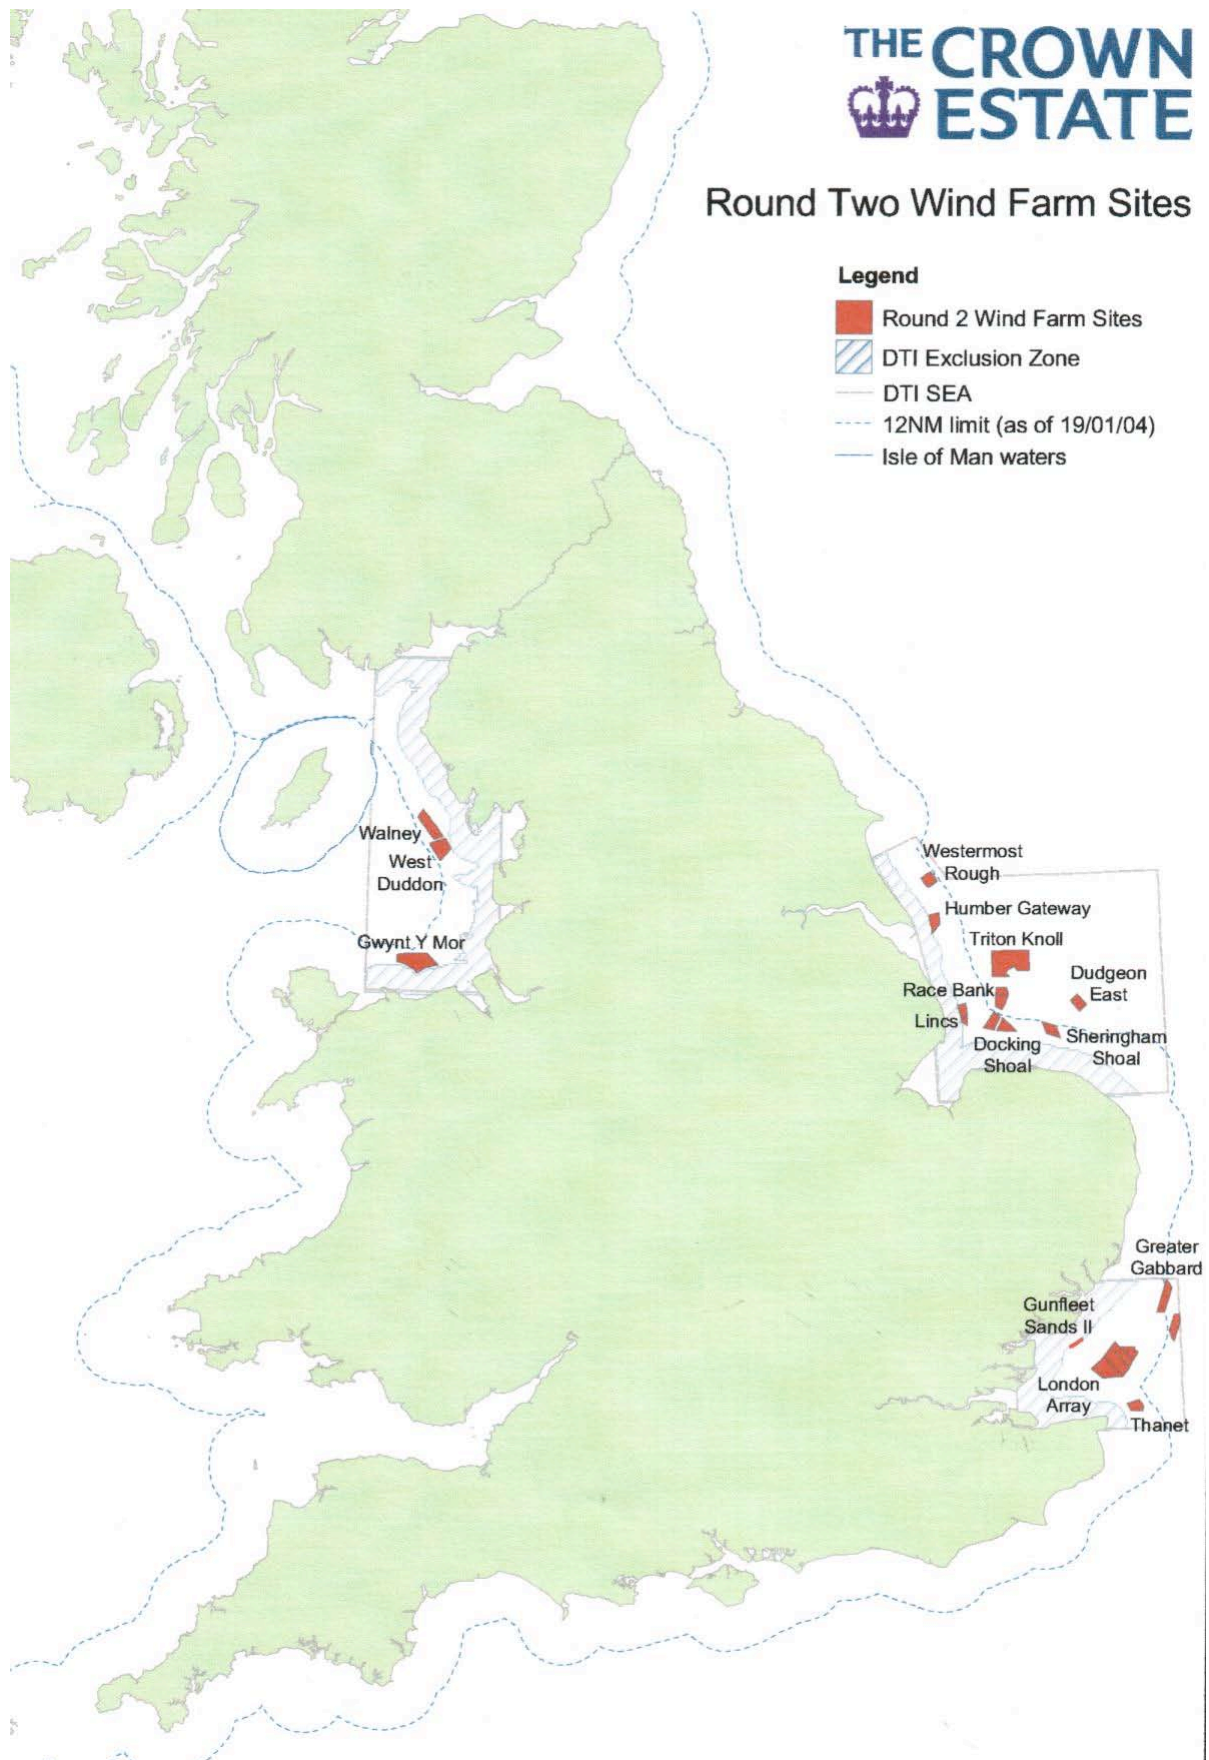 THE CROWN
ESTATE
Round Two Wind Farm Sites
Legend
Round 2 Wind Farm Sites
DTI Exclusion Zone
DTI SEA
12NM limit (as of 19/01/04)
Isle of Man waters
Walney
West
Duddon
Gwynt Y Mor
Westermost
Rough
Humber Gateway
Triton Knoll
Dudgeon
East
Race Bank
Lincs
Docking
Shoal
Sheringham
Shoal
Greater
Gabbard
Gunfleet
Sands II
London
Array
Thanet